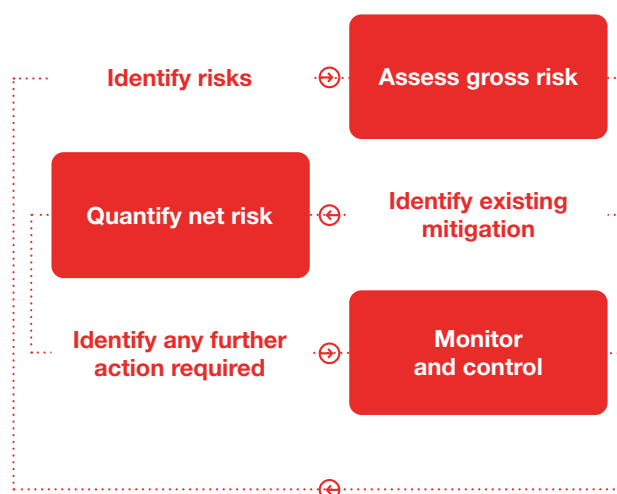 Identify risks
Assess gross risk
Quantify net risk
Identify existing
mitigation
Identify any further
action required
Monitor
and control